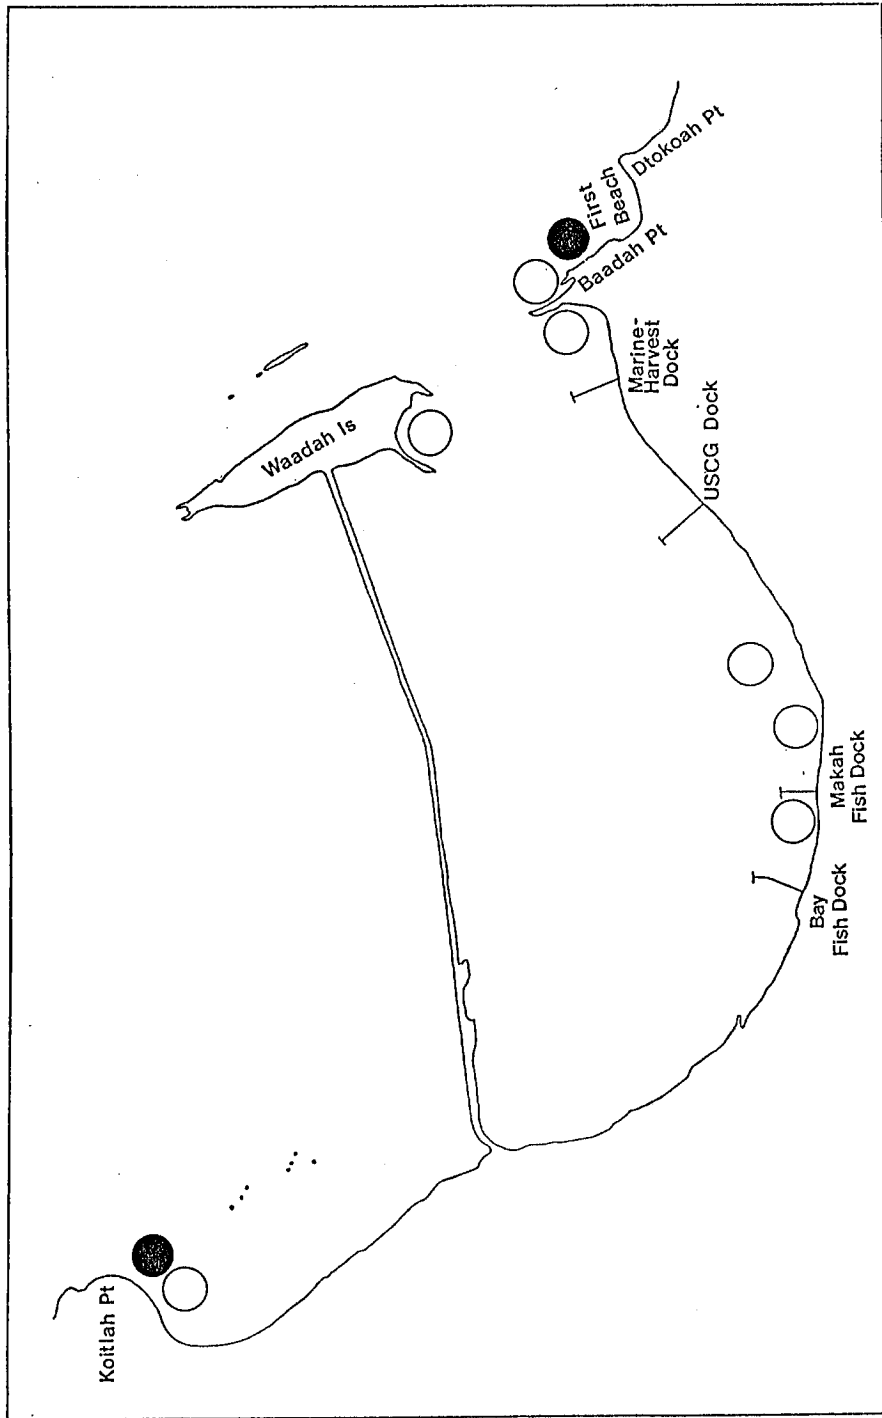 Koitlah Pt
Waadah Is
Bay
Fish Dock
Makah
Fish Dock
USCG Dock
Marine-
Harvest
Dock
Baadah Pt
First
Beach
Dtokoah Pt